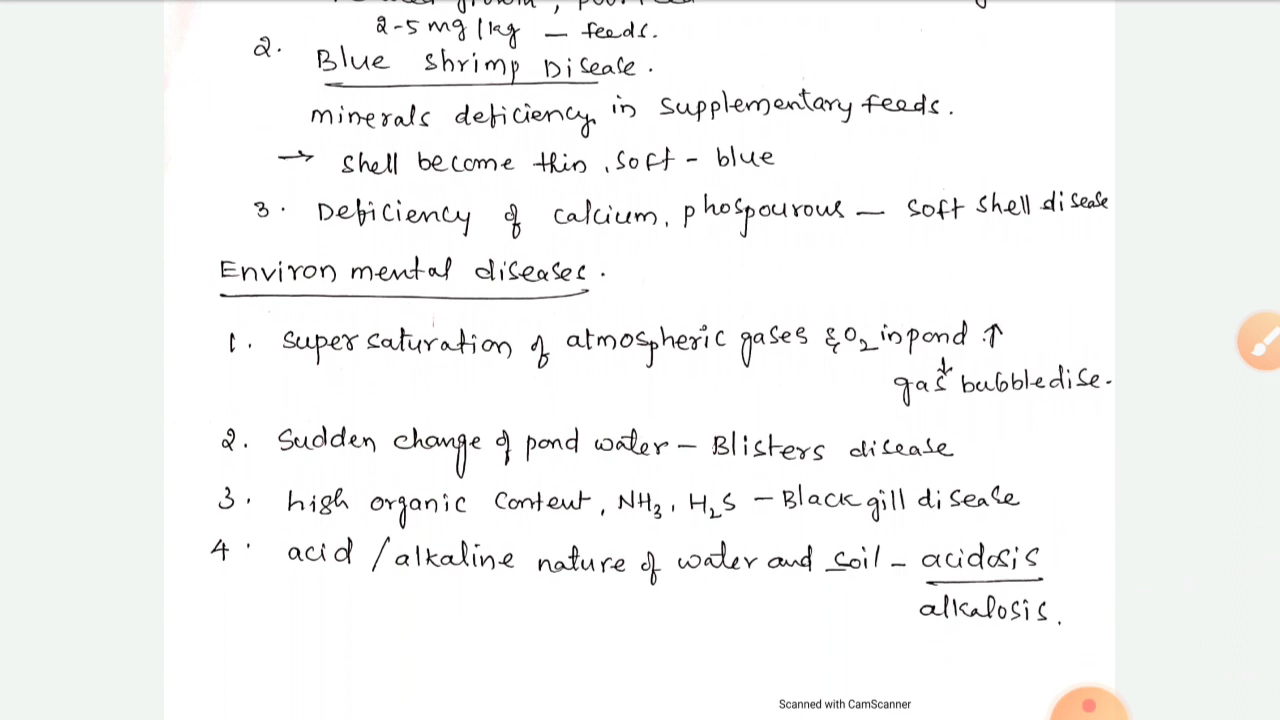 2-5 mg/kg – feeds.
2. Blue Shrimp Disease.
minerals deficiency in supplementary feeds.
→ Shell become thin, soft - blue
3. Deficiency of calcium, phospourous – soft shell disease
Environmental diseases.
1. super saturation of atmospheric gases & O₂ in pond ↑
↓
gas bubble dise.
2. Sudden change of pond water – Blisters disease
3. high organic content, NH₃, H₂S – Black gill disease
4. acid/alkaline nature of water and soil – acidosis
alkalosis.
Scanned with CamScanner